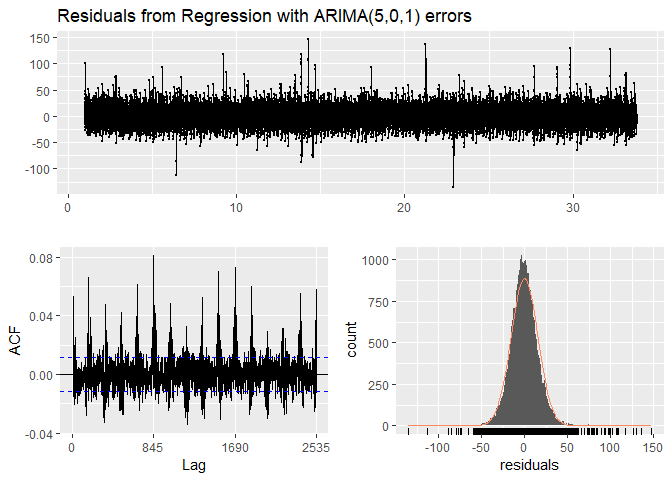 Residuals from Regression with ARIMA(5,0,1) errors
150
100
50
0
-50
-100
0 10 20 30
0.08
0.04
0.00
-0.04
ACF
0 845 1690 2535
Lag
1000
750
500
250
0
count
-100 -50 0 50 100 150
residuals